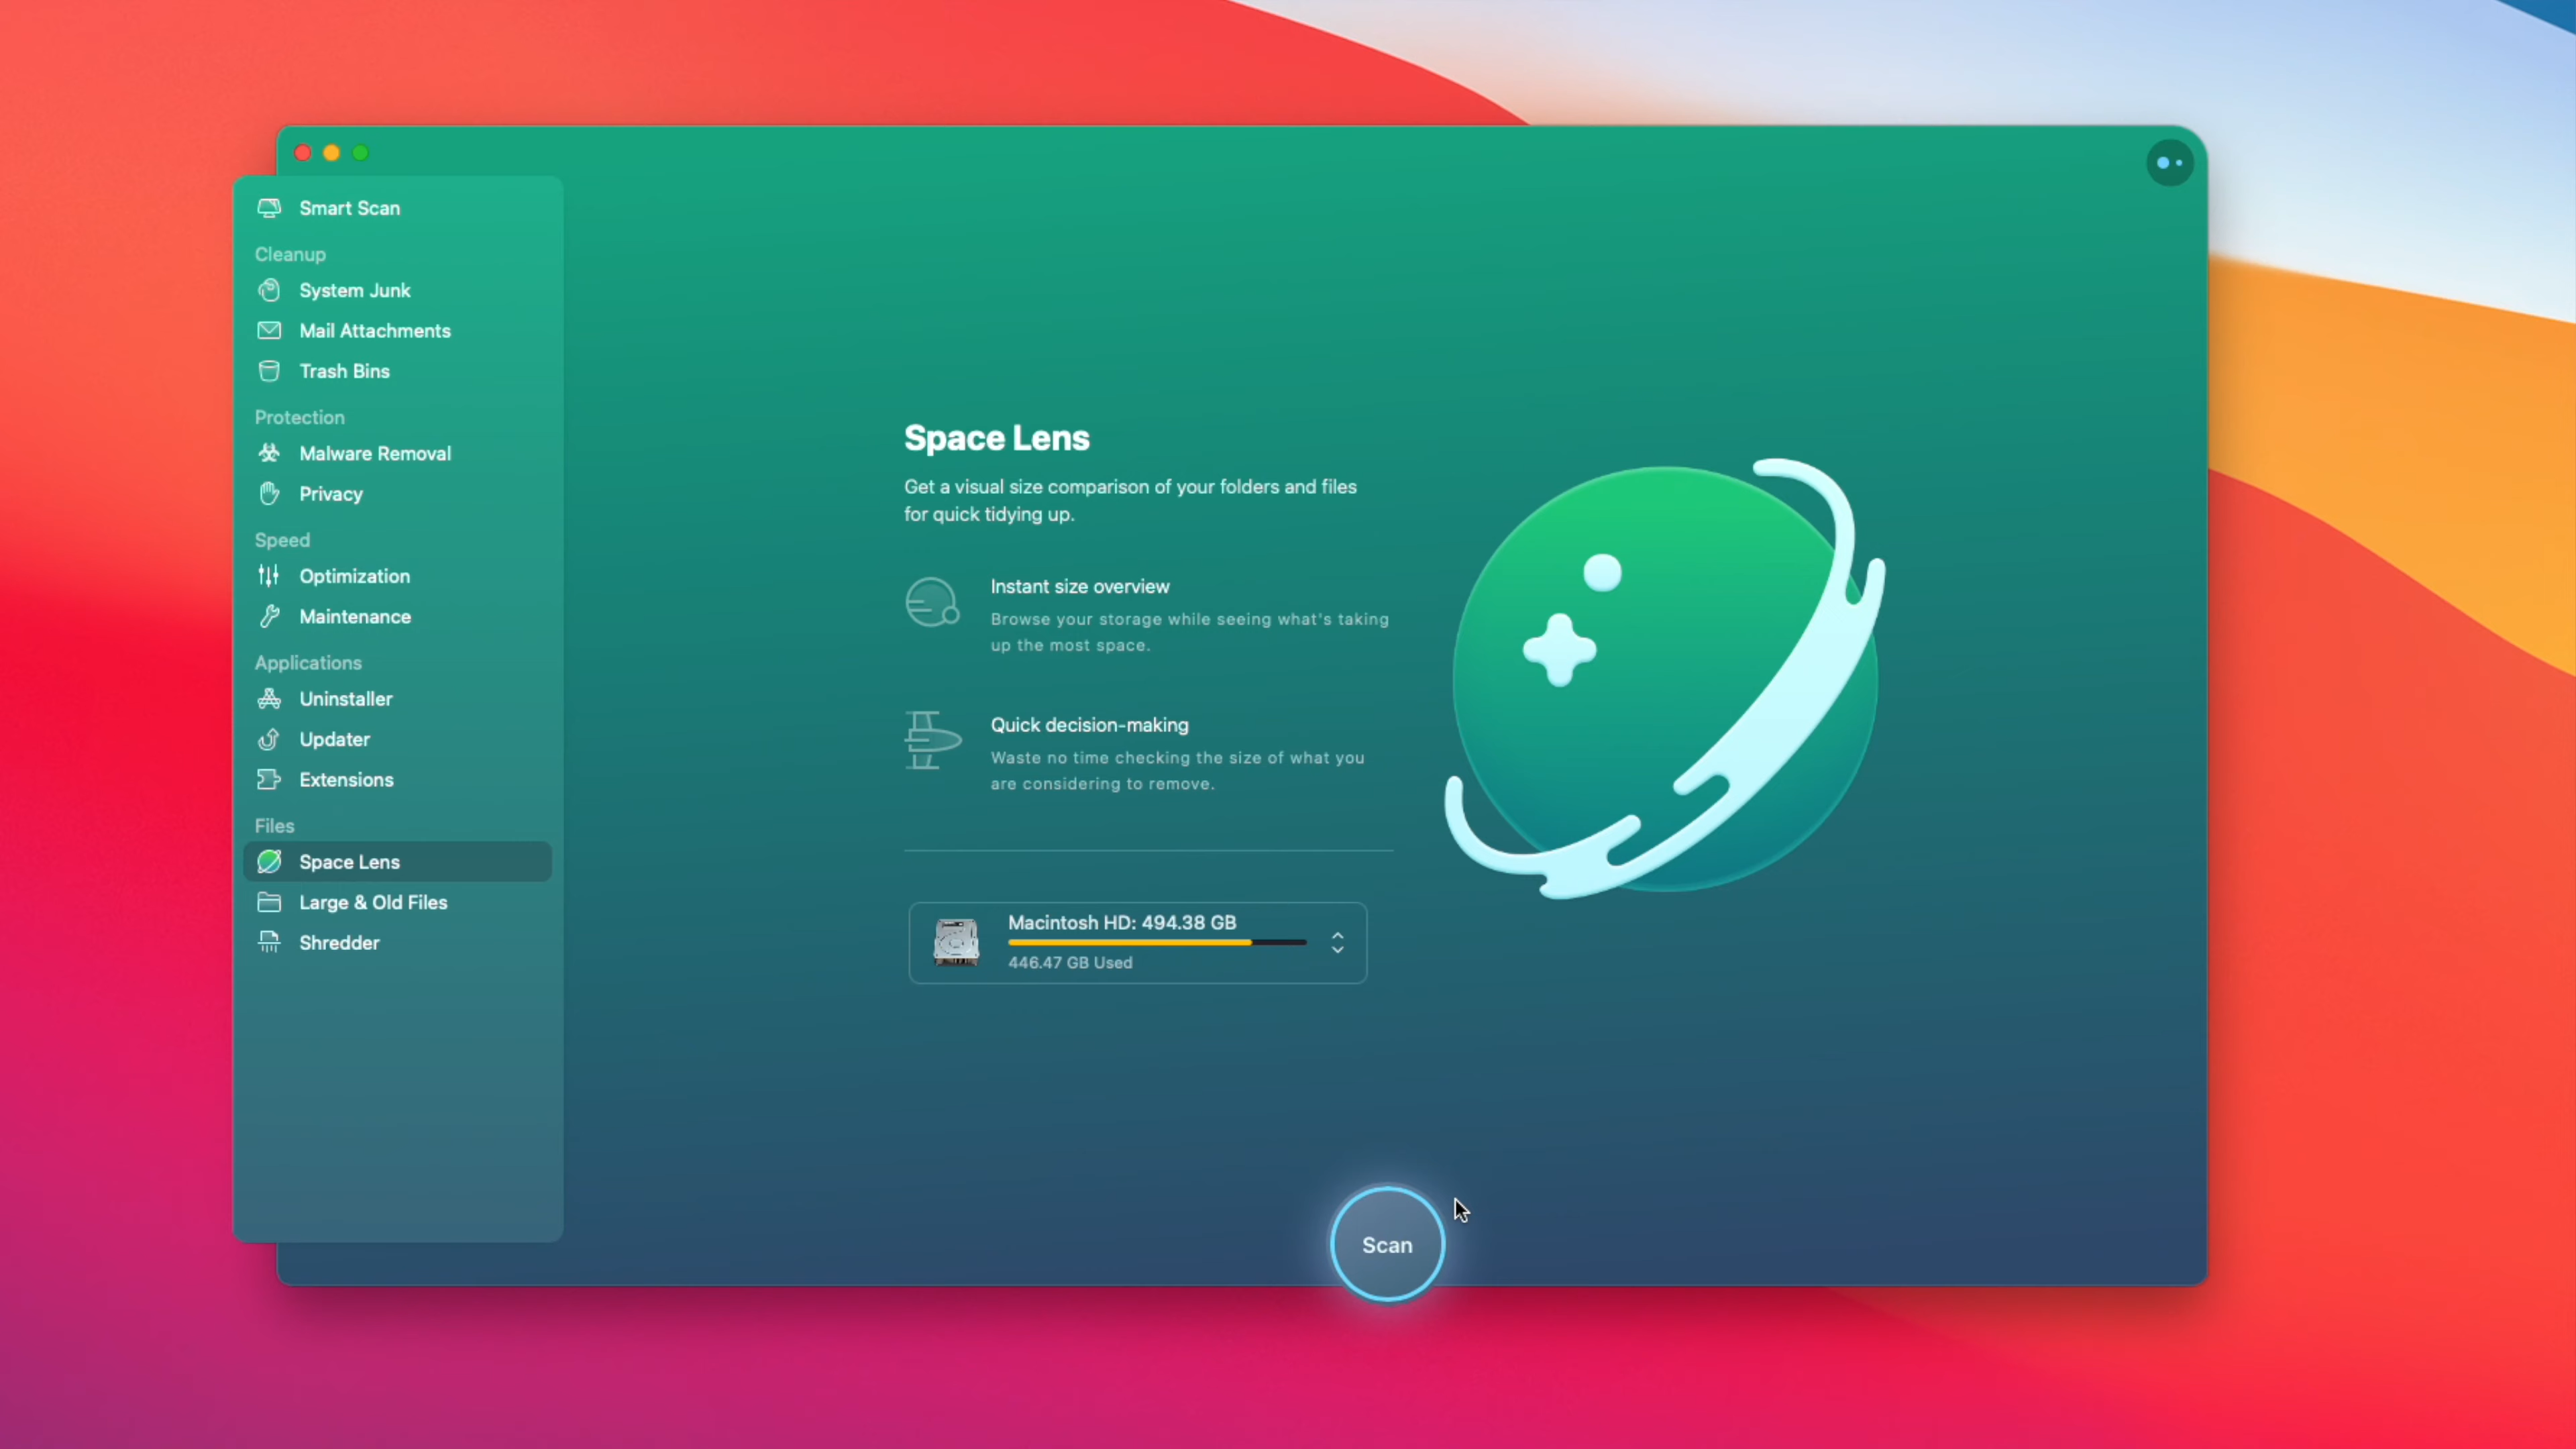 Smart Scan
Cleanup
System Junk
Mail Attachments
Trash Bins
Protection
Malware Removal
Privacy
Speed
Optimization
Maintenance
Applications
Uninstaller
Updater
Extensions
Files
Space Lens
Large & Old Files
Shredder
Space Lens
Get a visual size comparison of your folders and files
for quick tidying up.
Instant size overview
Browse your storage while seeing what's taking
up the most space.
Quick decision-making
Waste no time checking the size of what you
are considering to remove.
Macintosh HD: 494.38 GB
446.47 GB Used
Scan